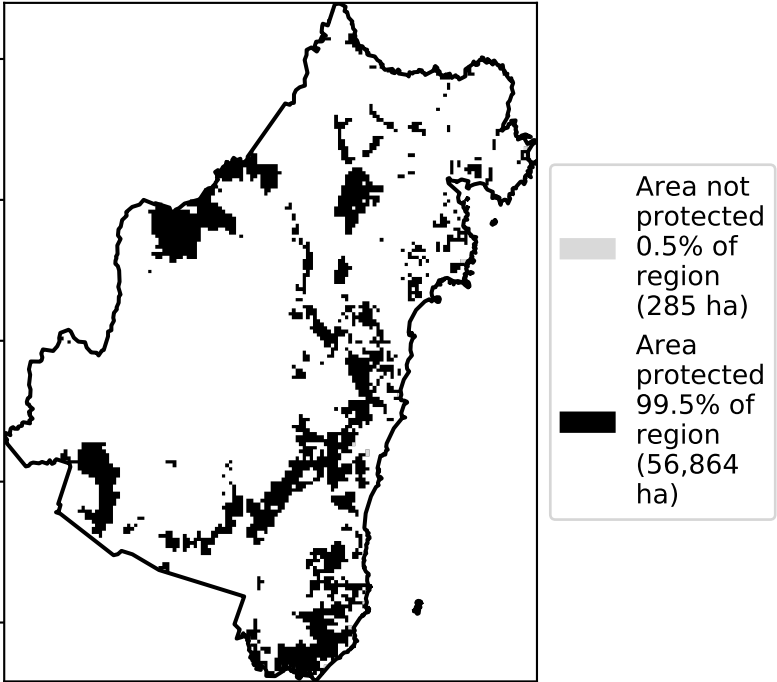 Area not
protected
0.5% of
region
(285 ha)
Area
protected
99.5% of
region
(56,864
ha)